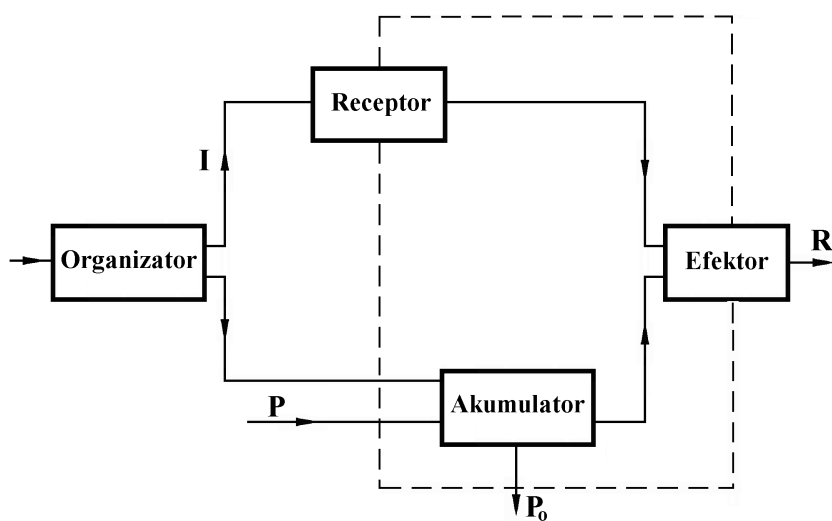 Receptor
I
Organizator
Efektor
R
P
Akumulator
Po